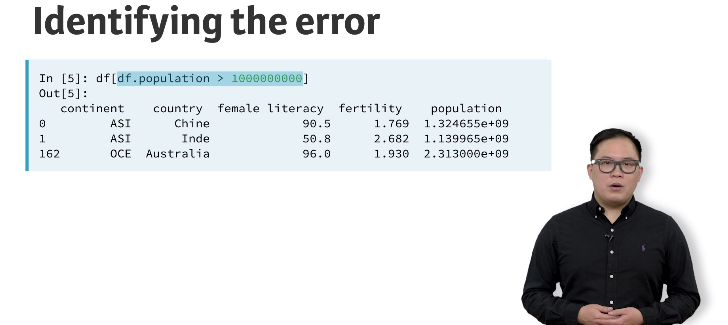 Identifying the error
In [5]: df[df.population > 1000000000]
Out[5]:
continent country female literacy fertility population
0 ASI Chine 90.5 1.769 1.324655e+09
1 ASI Inde 50.8 2.682 1.139965e+09
162 OCE Australia 96.0 1.930 2.313000e+09